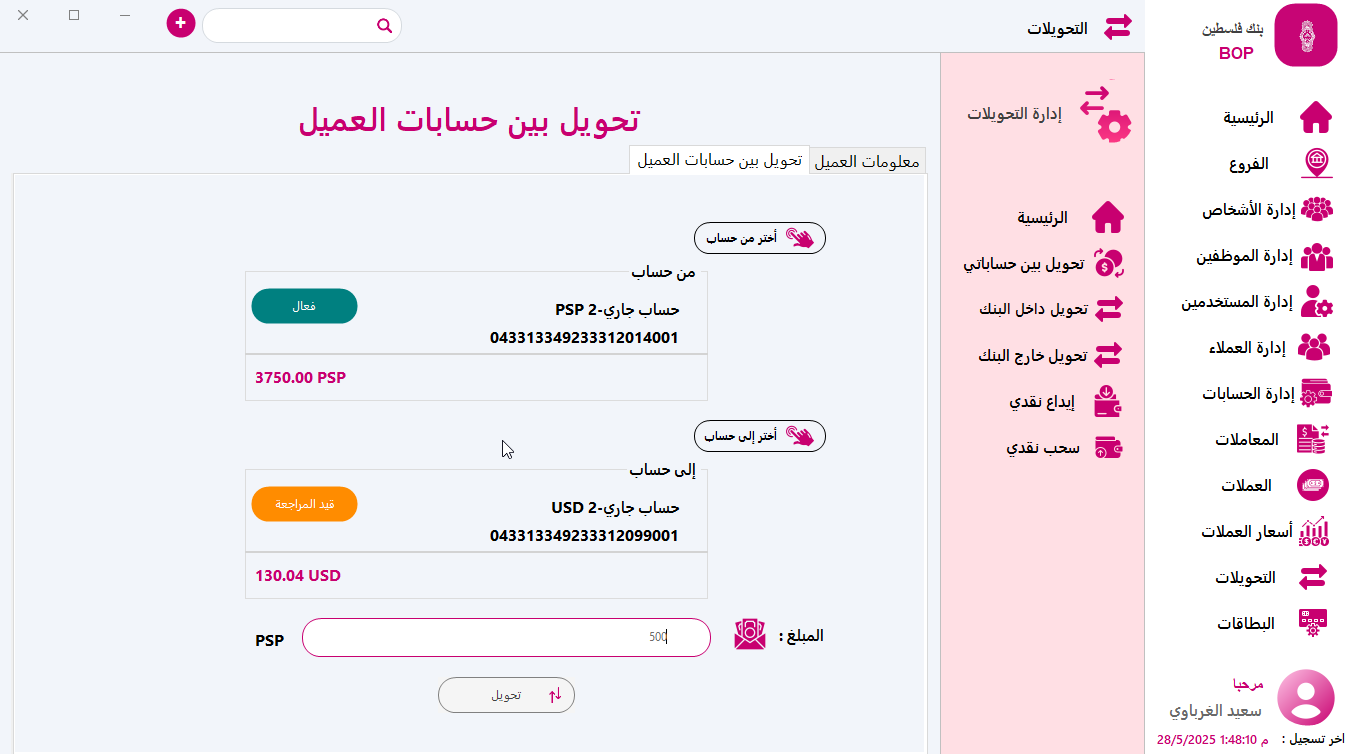 بنك فلسطين
BOP
الرئيسية
الفروع
إدارة الأشخاص
إدارة الموظفين
إدارة المستخدمين
إدارة العملاء
إدارة الحسابات
المعاملات
العملات
أسعار العملات
التحويلات
البطاقات
مرحبا
سعيد الغرباوي
اخر تسجيل : 28/5/2025 1:48:10 م
التحويلات
إدارة التحويلات
الرئيسية
تحويل بين حساباتي
تحويل داخل البنك
تحويل خارج البنك
إيداع نقدي
سحب نقدي
تحويل بين حسابات العميل
معلومات العميل
تحويل بين حسابات العميل
أختر من حساب
من حساب
حساب جاري-2 PSP
فعال
043313349233312014001
3750.00 PSP
أختر إلى حساب
إلى حساب
حساب جاري-2 USD
قيد المراجعة
043313349233312099001
130.04 USD
المبلغ :
500
PSP
تحويل